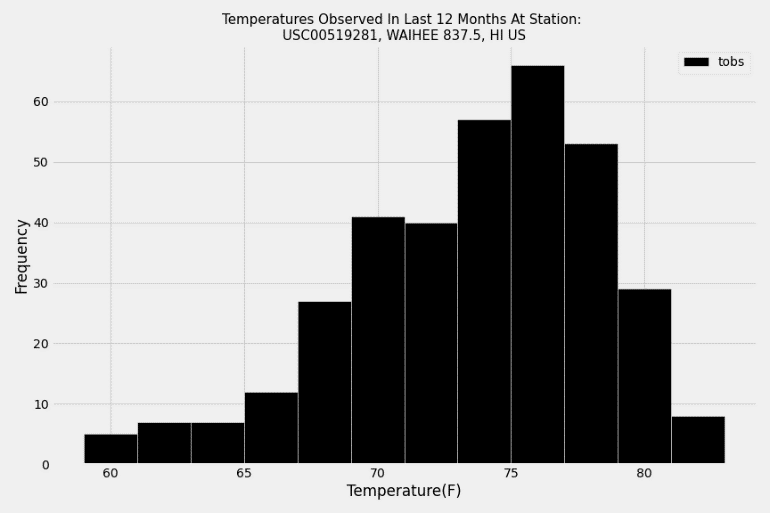 Temperatures Observed In Last 12 Months At Station:
USC00519281, WAIHEE 837.5, HI US
tobs
60
50
40
30
20
10
0
Frequency
60 65 70 75 80
Temperature(F)